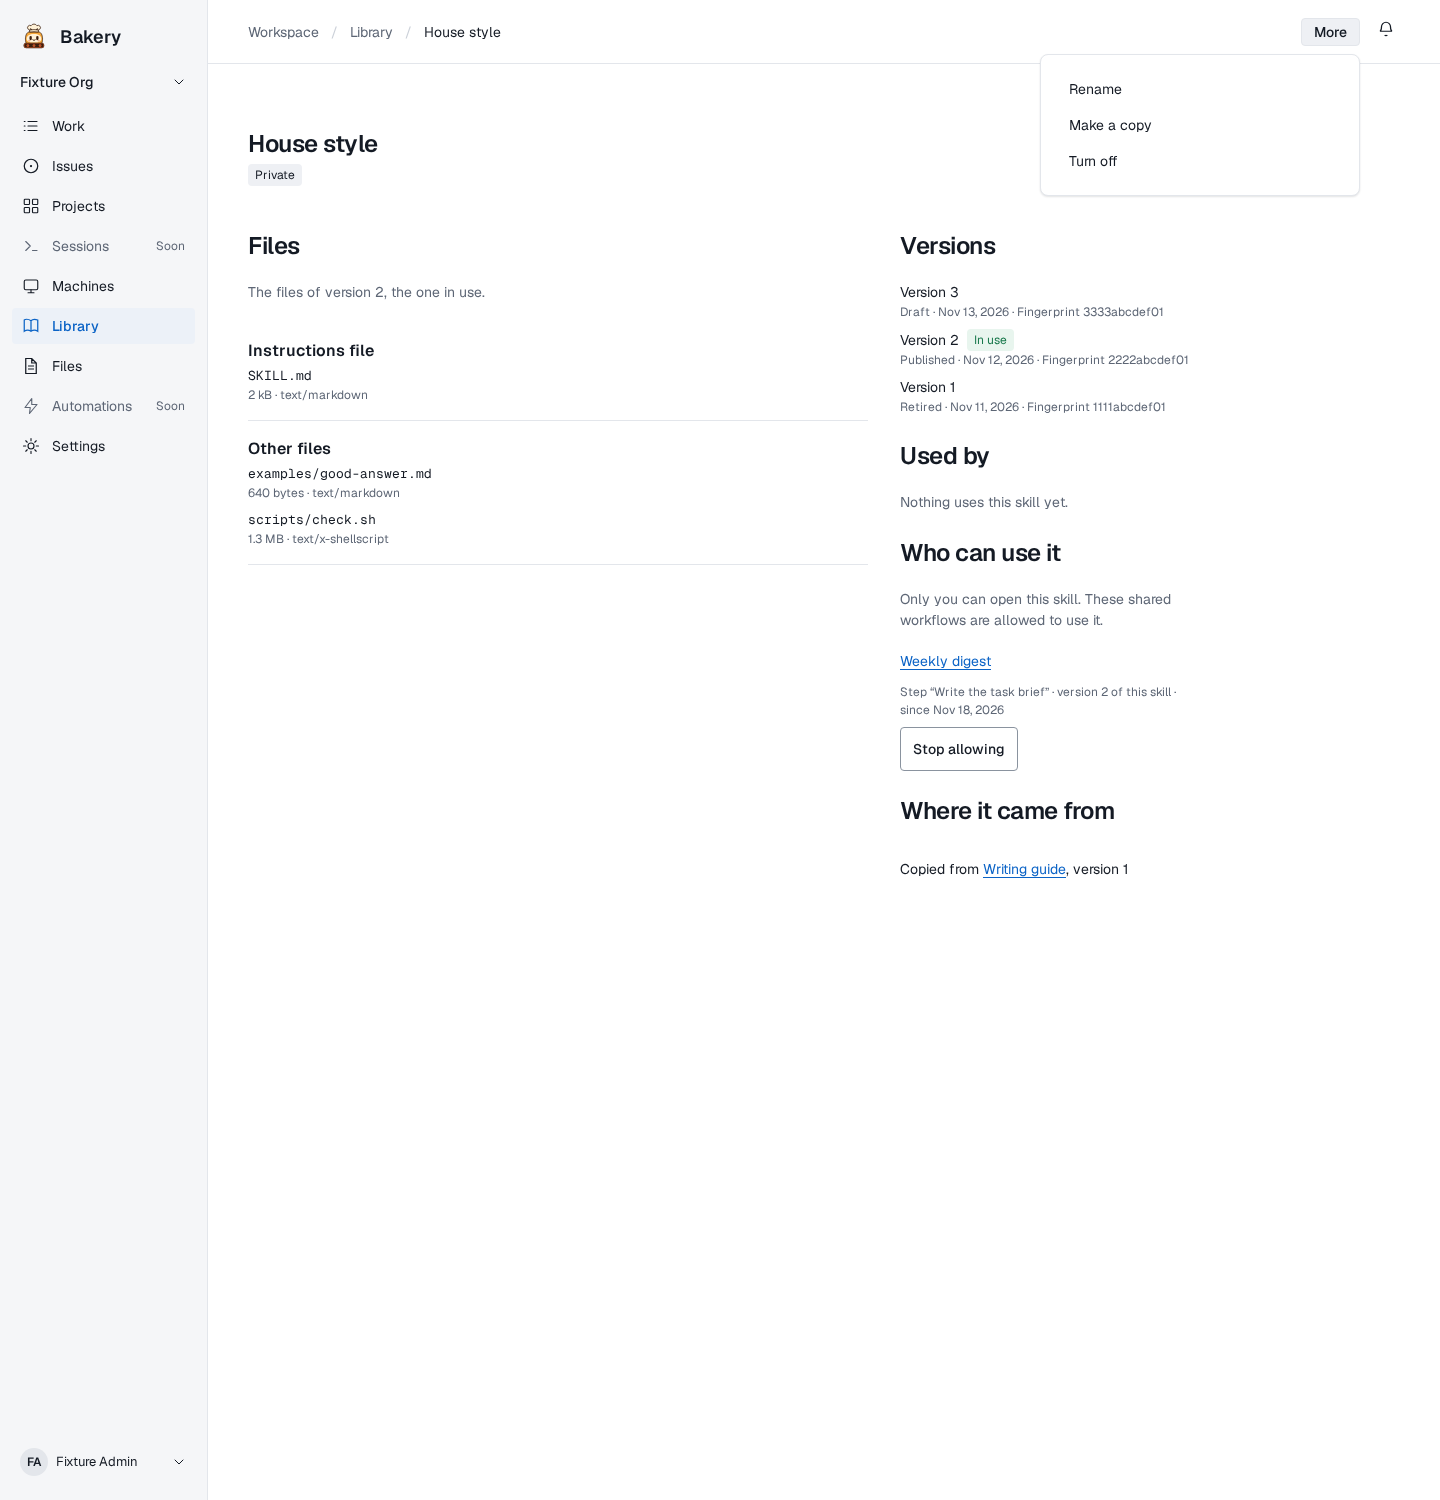 Bakery
Fixture Org
Work
Issues
Projects
Sessions Soon
Machines
Library
Files
Automations Soon
Settings
FA Fixture Admin
Workspace / Library / House style
More
Rename
Make a copy
Turn off
House style
Private
Files
The files of version 2, the one in use.
Instructions file
SKILL.md
2 kB · text/markdown
Other files
examples/good-answer.md
640 bytes · text/markdown
scripts/check.sh
1.3 MB · text/x-shellscript
Versions
Version 3
Draft · Nov 13, 2026 · Fingerprint 3333abcdef01
Version 2 In use
Published · Nov 12, 2026 · Fingerprint 2222abcdef01
Version 1
Retired · Nov 11, 2026 · Fingerprint 1111abcdef01
Used by
Nothing uses this skill yet.
Who can use it
Only you can open this skill. These shared
workflows are allowed to use it.
Weekly digest
Step “Write the task brief” · version 2 of this skill ·
since Nov 18, 2026
Stop allowing
Where it came from
Copied from Writing guide, version 1